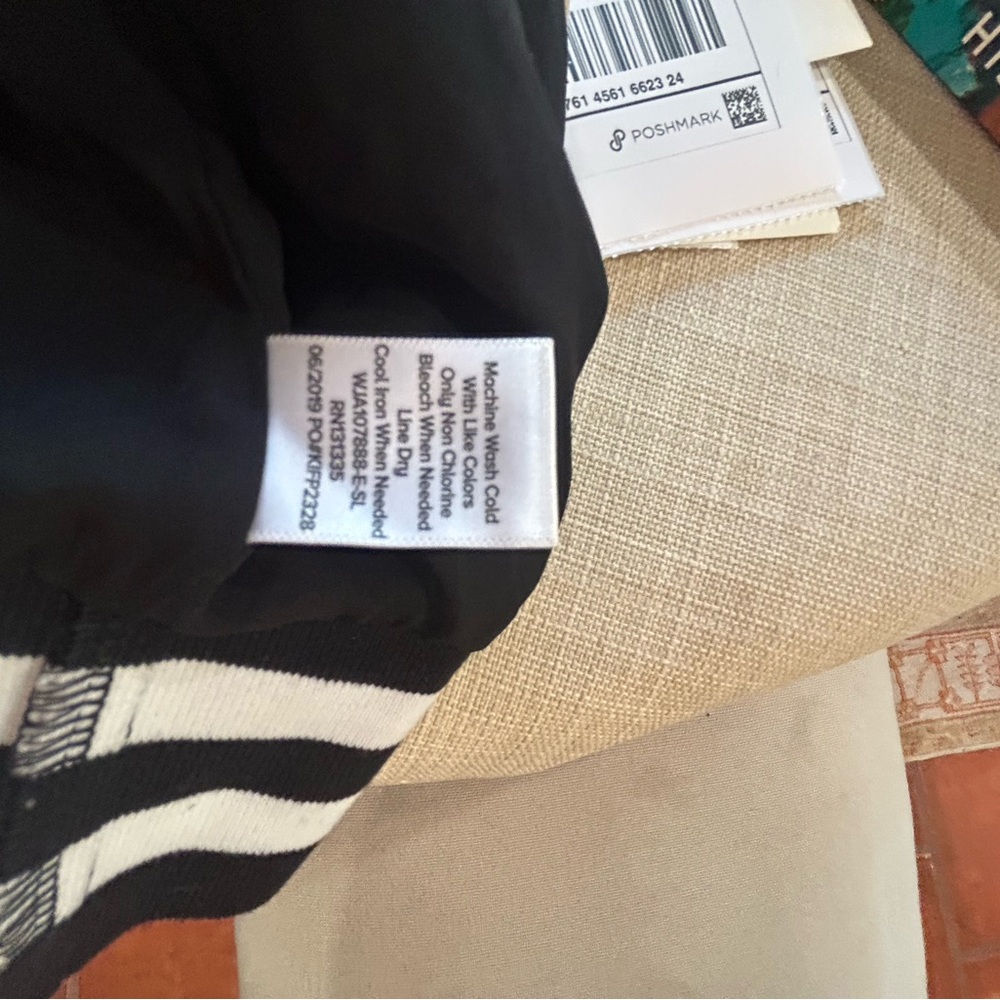 761 4561 6623 24
POSHMARK
HI
Machine Wash Cold
With Like Colors
Only Non Chlorine
Bleach When Needed
Line Dry
Cool Iron When Needed
WJA107888-E-SL
RN131335
06/2019 PO#KIFP2328